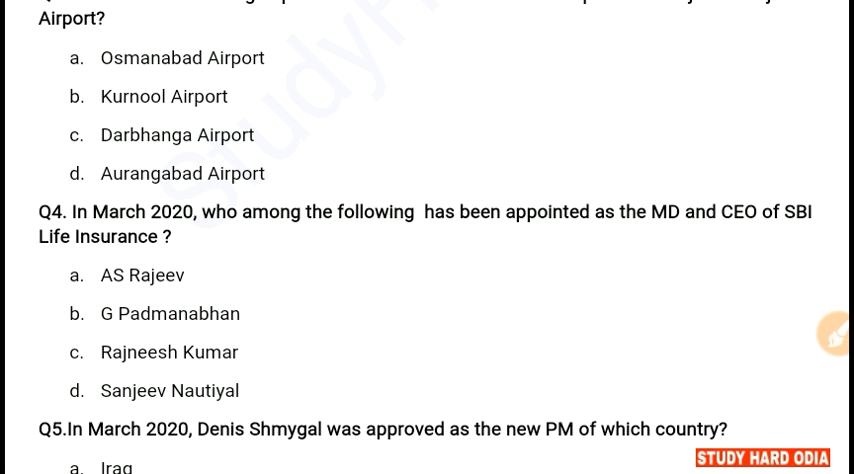 Airport?
a. Osmanabad Airport
b. Kurnool Airport
c. Darbhanga Airport
d. Aurangabad Airport
Q4. In March 2020, who among the following has been appointed as the MD and CEO of SBI
Life Insurance ?
a. AS Rajeev
b. G Padmanabhan
c. Rajneesh Kumar
d. Sanjeev Nautiyal
Q5.In March 2020, Denis Shmygal was approved as the new PM of which country?
STUDY HARD ODIA
a. Iraq